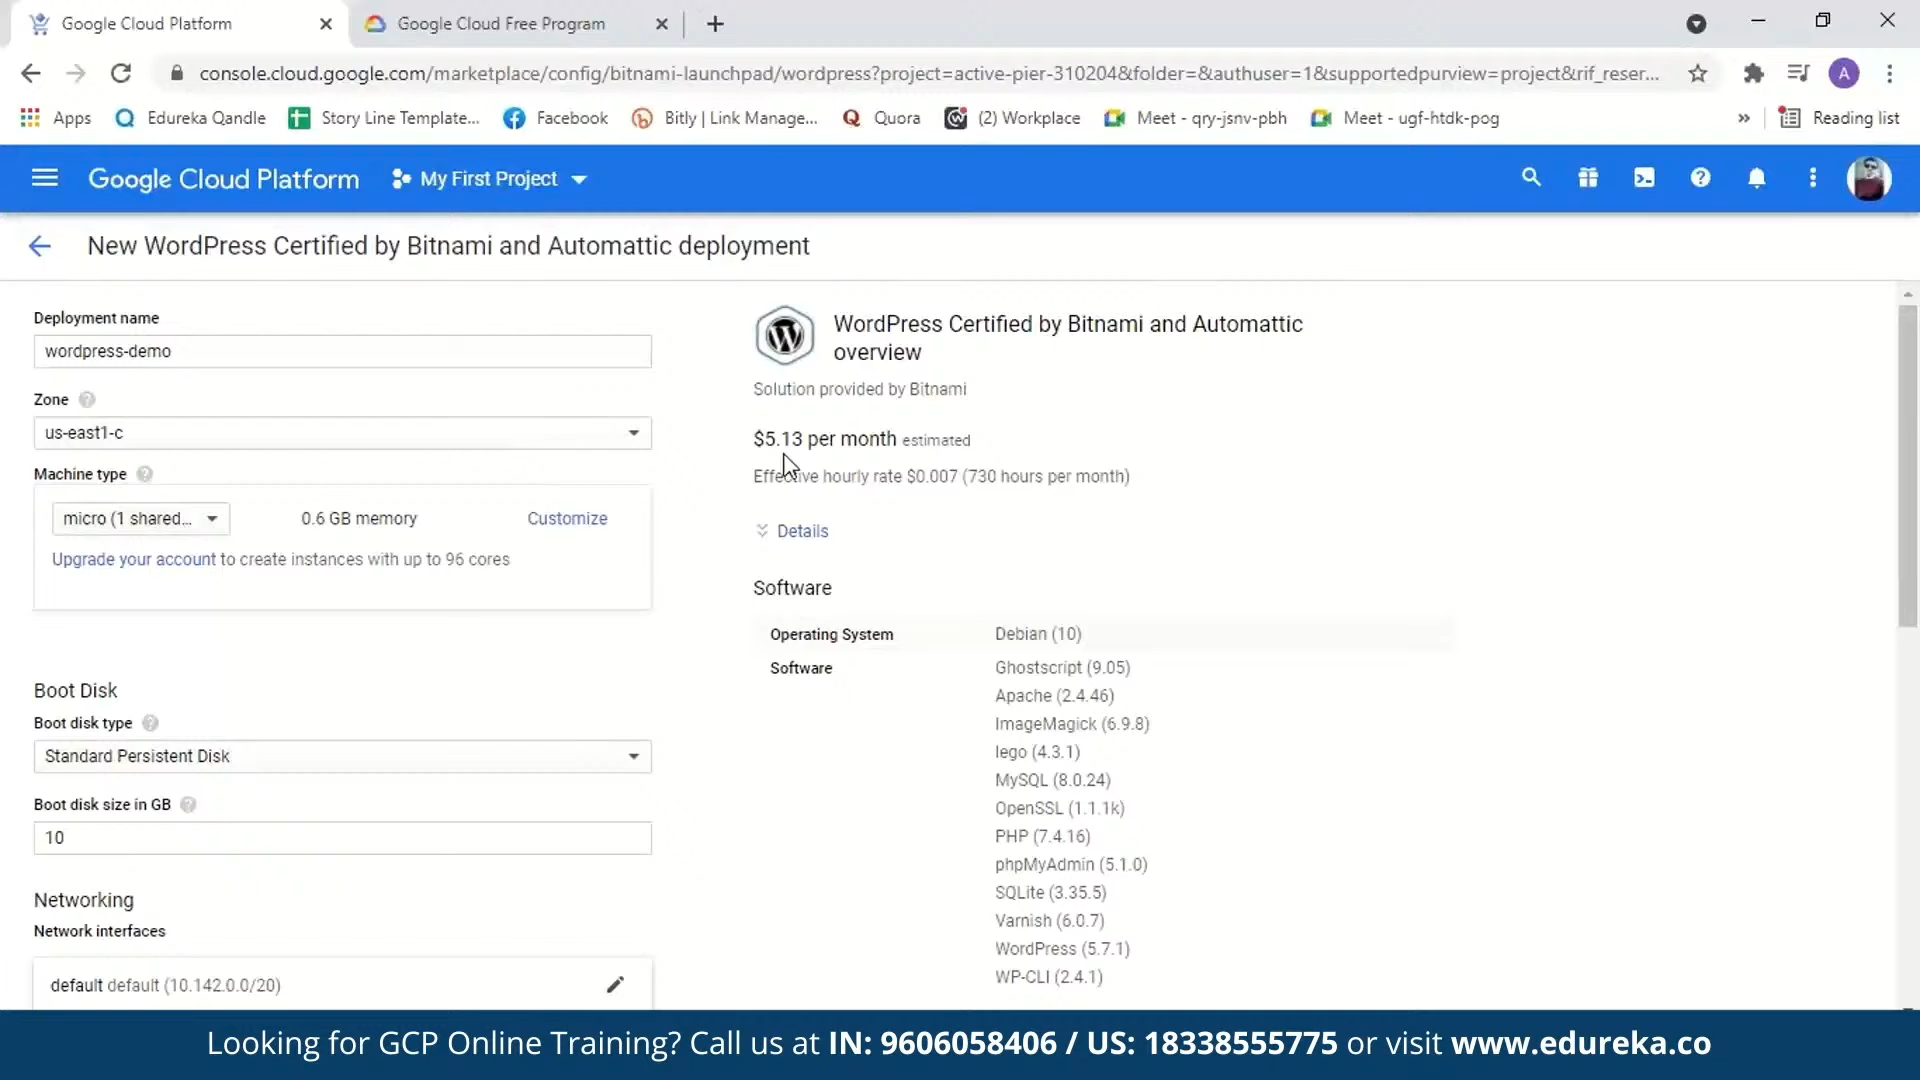 Google Cloud Platform
Google Cloud Free Program
console.cloud.google.com/marketplace/config/bitnami-launchpad/wordpress?project=active-pier-310204&folder=&authuser=1&supportedpurview=project&rif_reser...
A
Apps
Edureka Qandle
Story Line Template...
Facebook
Bitly | Link Manage...
Quora
(2) Workplace
Meet - qry-jsnv-pbh
Meet - ugf-htdk-pog
»
Reading list
Google Cloud Platform
My First Project
New WordPress Certified by Bitnami and Automattic deployment
Deployment name
wordpress-demo
Zone
us-east1-c
Machine type
micro (1 shared...
0.6 GB memory
Customize
Upgrade your account to create instances with up to 96 cores
Boot Disk
Boot disk type
Standard Persistent Disk
Boot disk size in GB
10
Networking
Network interfaces
default default (10.142.0.0/20)
WordPress Certified by Bitnami and Automattic
overview
Solution provided by Bitnami
$5.13 per month estimated
Effective hourly rate $0.007 (730 hours per month)
Details
Software
Operating System Debian (10)
Software Ghostscript (9.05)
Apache (2.4.46)
ImageMagick (6.9.8)
lego (4.3.1)
MySQL (8.0.24)
OpenSSL (1.1.1k)
PHP (7.4.16)
phpMyAdmin (5.1.0)
SQLite (3.35.5)
Varnish (6.0.7)
WordPress (5.7.1)
WP-CLI (2.4.1)
Looking for GCP Online Training? Call us at IN: 9606058406 / US: 18338555775 or visit www.edureka.co